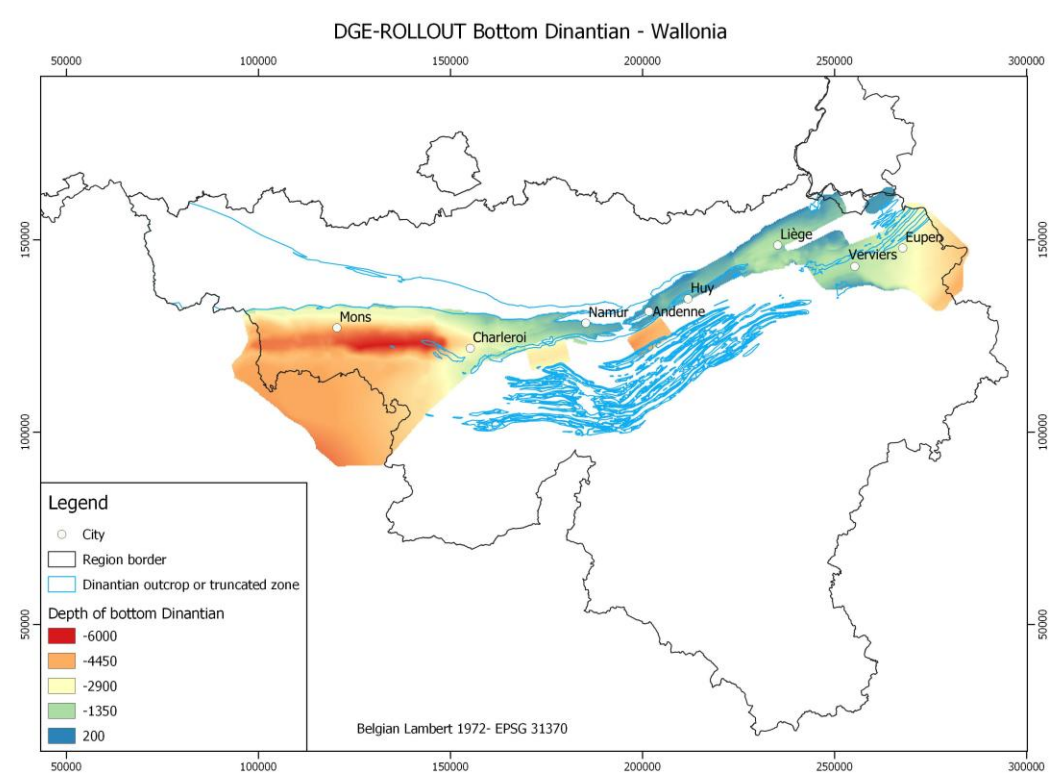 DGE-ROLLOUT Bottom Dinantian - Wallonia
50000 100000 150000 200000 250000 300000
150000 150000
Liège
Eupen
Verviers
Huy
Mons
Namur
Andenne
Charleroi
100000 100000
Legend
City
Region border
Dinantian outcrop or truncated zone
Depth of bottom Dinantian
-6000
-4450
-2900
-1350
200
50000 50000
Belgian Lambert 1972- EPSG 31370
50000 100000 150000 200000 250000 300000